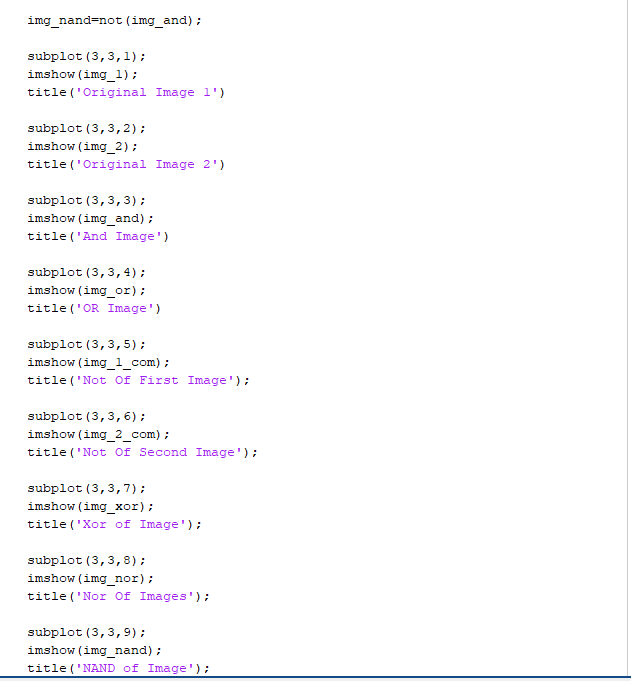 img_nand=not(img_and);
subplot(3,3,1);
imshow(img_1);
title('Original Image 1')
subplot(3,3,2);
imshow(img_2);
title('Original Image 2')
subplot(3,3,3);
imshow(img_and);
title('And Image')
subplot(3,3,4);
imshow(img_or);
title('OR Image')
subplot(3,3,5);
imshow(img_1_com);
title('Not Of First Image');
subplot(3,3,6);
imshow(img_2_com);
title('Not Of Second Image');
subplot(3,3,7);
imshow(img_xor);
title('Xor of Image');
subplot(3,3,8);
imshow(img_nor);
title('Nor Of Images');
subplot(3,3,9);
imshow(img_nand);
title('NAND of Image');